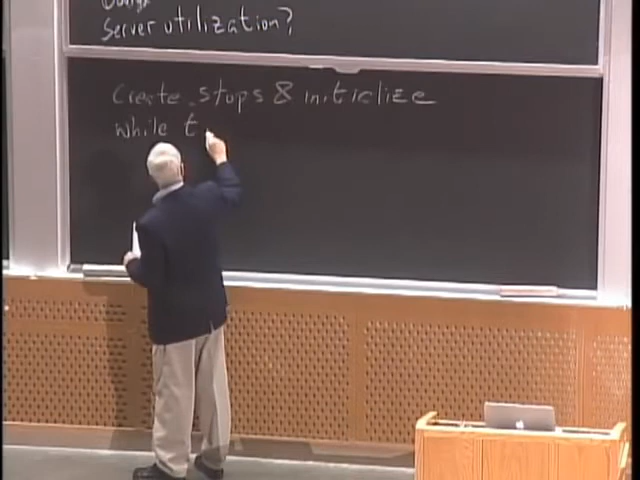 Server utilization?
Create stops & initialize
while t